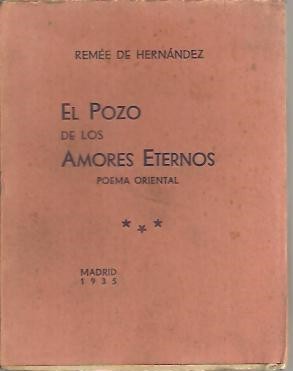 REMÉE DE HERNÁNDEZ
EL POZO
DE LOS
AMORES ETERNOS
POEMA ORIENTAL
MADRID
1935